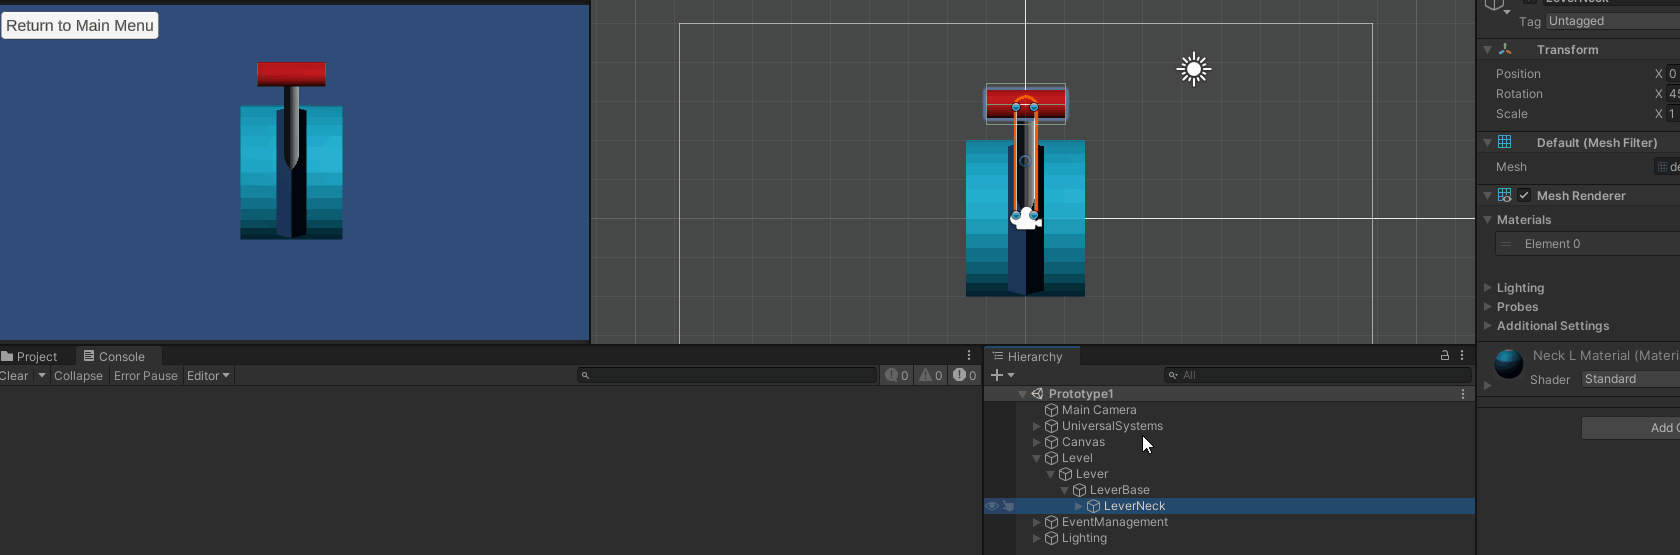 Return to Main Menu
Tag Untagged
Transform
Position X 0
Rotation X 45
Scale X 1
Default (Mesh Filter)
Mesh
Mesh Renderer
Materials
Element 0
Lighting
Probes
Additional Settings
Neck L Material (Materi
Shader Standard
Add
Project Console
Clear Collapse Error Pause Editor 0 0 0
Hierarchy
All
Prototype1
Main Camera
UniversalSystems
Canvas
Level
Lever
LeverBase
LeverNeck
EventManagement
Lighting